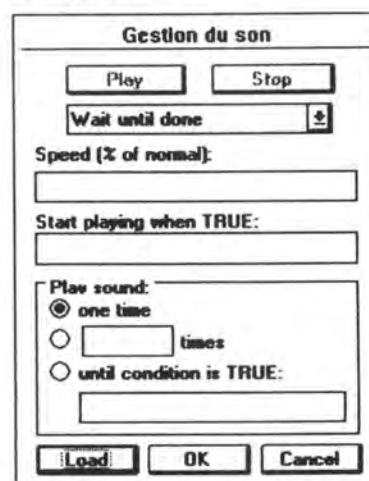 Gestion du son
Play Stop
Wait until done
Speed (% of normal):
Start playing when TRUE:
Play sound:
one time
times
until condition is TRUE:
Load OK Cancel